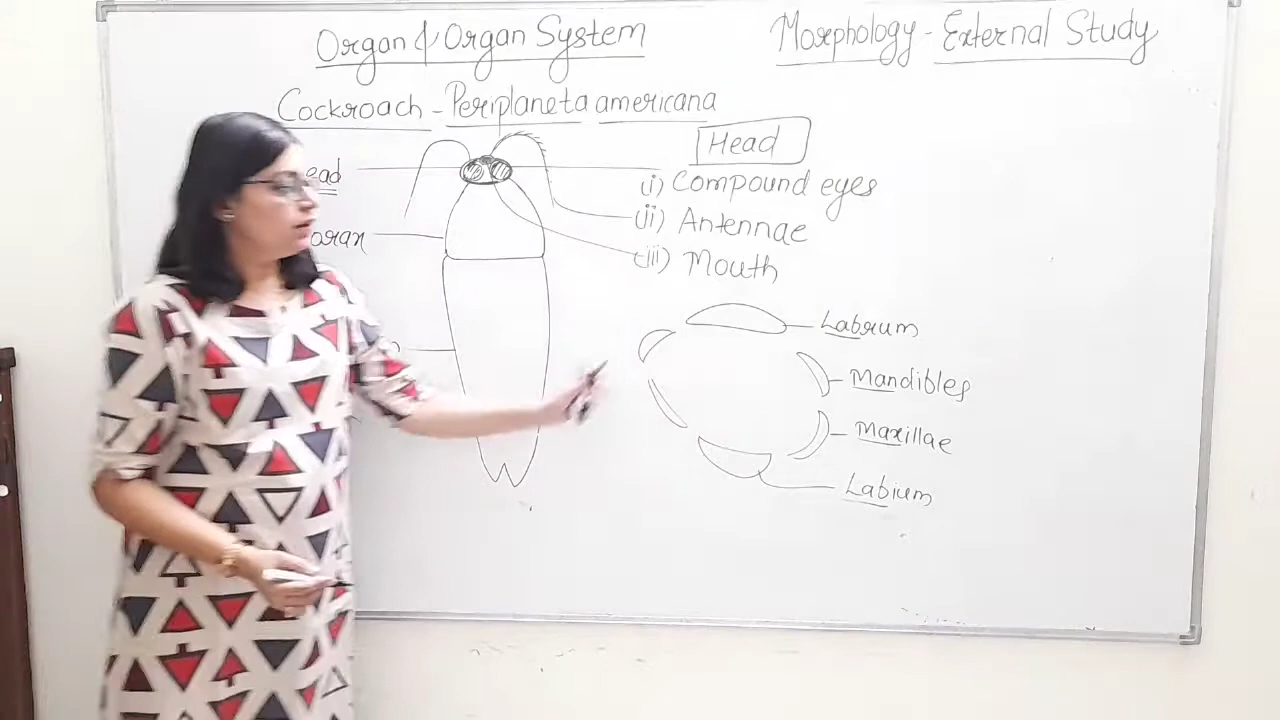 Organ & Organ System
Morphology - External Study
Cockroach - Periplaneta americana
Head
(i) Compound eyes
(ii) Antennae
(iii) Mouth
Labrum
Mandibles
Maxillae
Labium